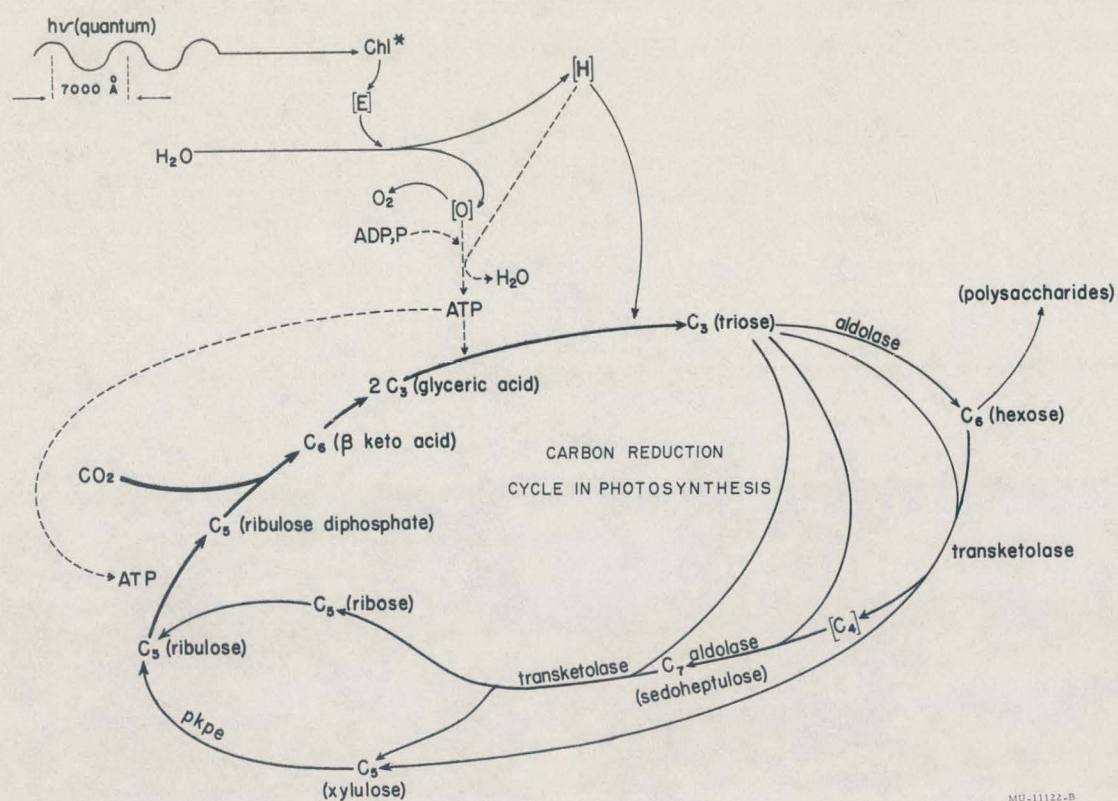 hν (quantum)
7000 Å
Chl*
[E]
[H]
H₂O
O₂
[O]
ADP,P
H₂O
ATP
(polysaccharides)
C₃ (triose)
aldolase
2 C₃ (glyceric acid)
C₆ (hexose)
C₆ (β keto acid)
CARBON REDUCTION
CYCLE IN PHOTOSYNTHESIS
CO₂
C₅ (ribulose diphosphate)
transketolase
ATP
C₅ (ribose)
[C₄]
C₅ (ribulose)
transketolase
C₇
aldolase
(sedoheptulose)
pkpe
C₅
(xylulose)
MU-11122-B